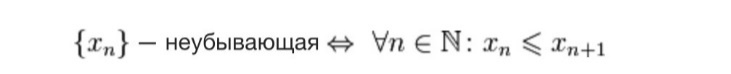 {xₙ} – неубывающая ⇔ ∀n ∈ ℕ: xₙ ⩽ xₙ₊₁